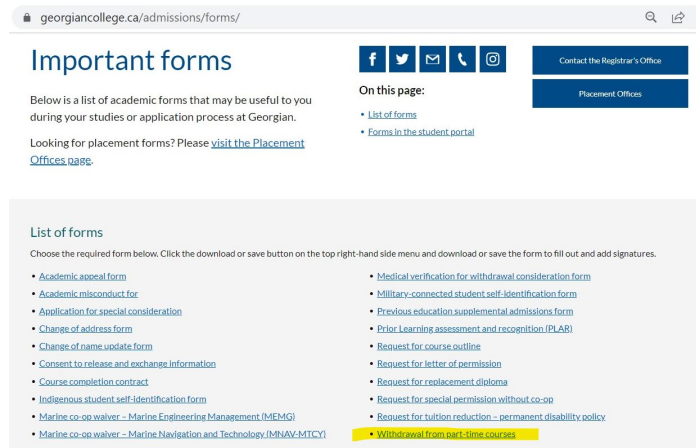 georgiancollege.ca/admissions/forms/
Important forms
Below is a list of academic forms that may be useful to you
during your studies or application process at Georgian.
Looking for placement forms? Please visit the Placement
Offices page.
On this page:
• List of forms
• Forms in the student portal
Contact the Registrar's Office
Placement Offices
List of forms
Choose the required form below. Click the download or save button on the top right-hand side menu and download or save the form to fill out and add signatures.
• Academic appeal form
• Academic misconduct for
• Application for special consideration
• Change of address form
• Change of name update form
• Consent to release and exchange information
• Course completion contract
• Indigenous student self-identification form
• Marine co-op waiver – Marine Engineering Management (MEMG)
• Marine co-op waiver – Marine Navigation and Technology (MNAV-MTCY)
• Medical verification for withdrawal consideration form
• Military-connected student self-identification form
• Previous education supplemental admissions form
• Prior Learning assessment and recognition (PLAR)
• Request for course outline
• Request for letter of permission
• Request for replacement diploma
• Request for special permission without co-op
• Request for tuition reduction – permanent disability policy
• Withdrawal from part-time courses